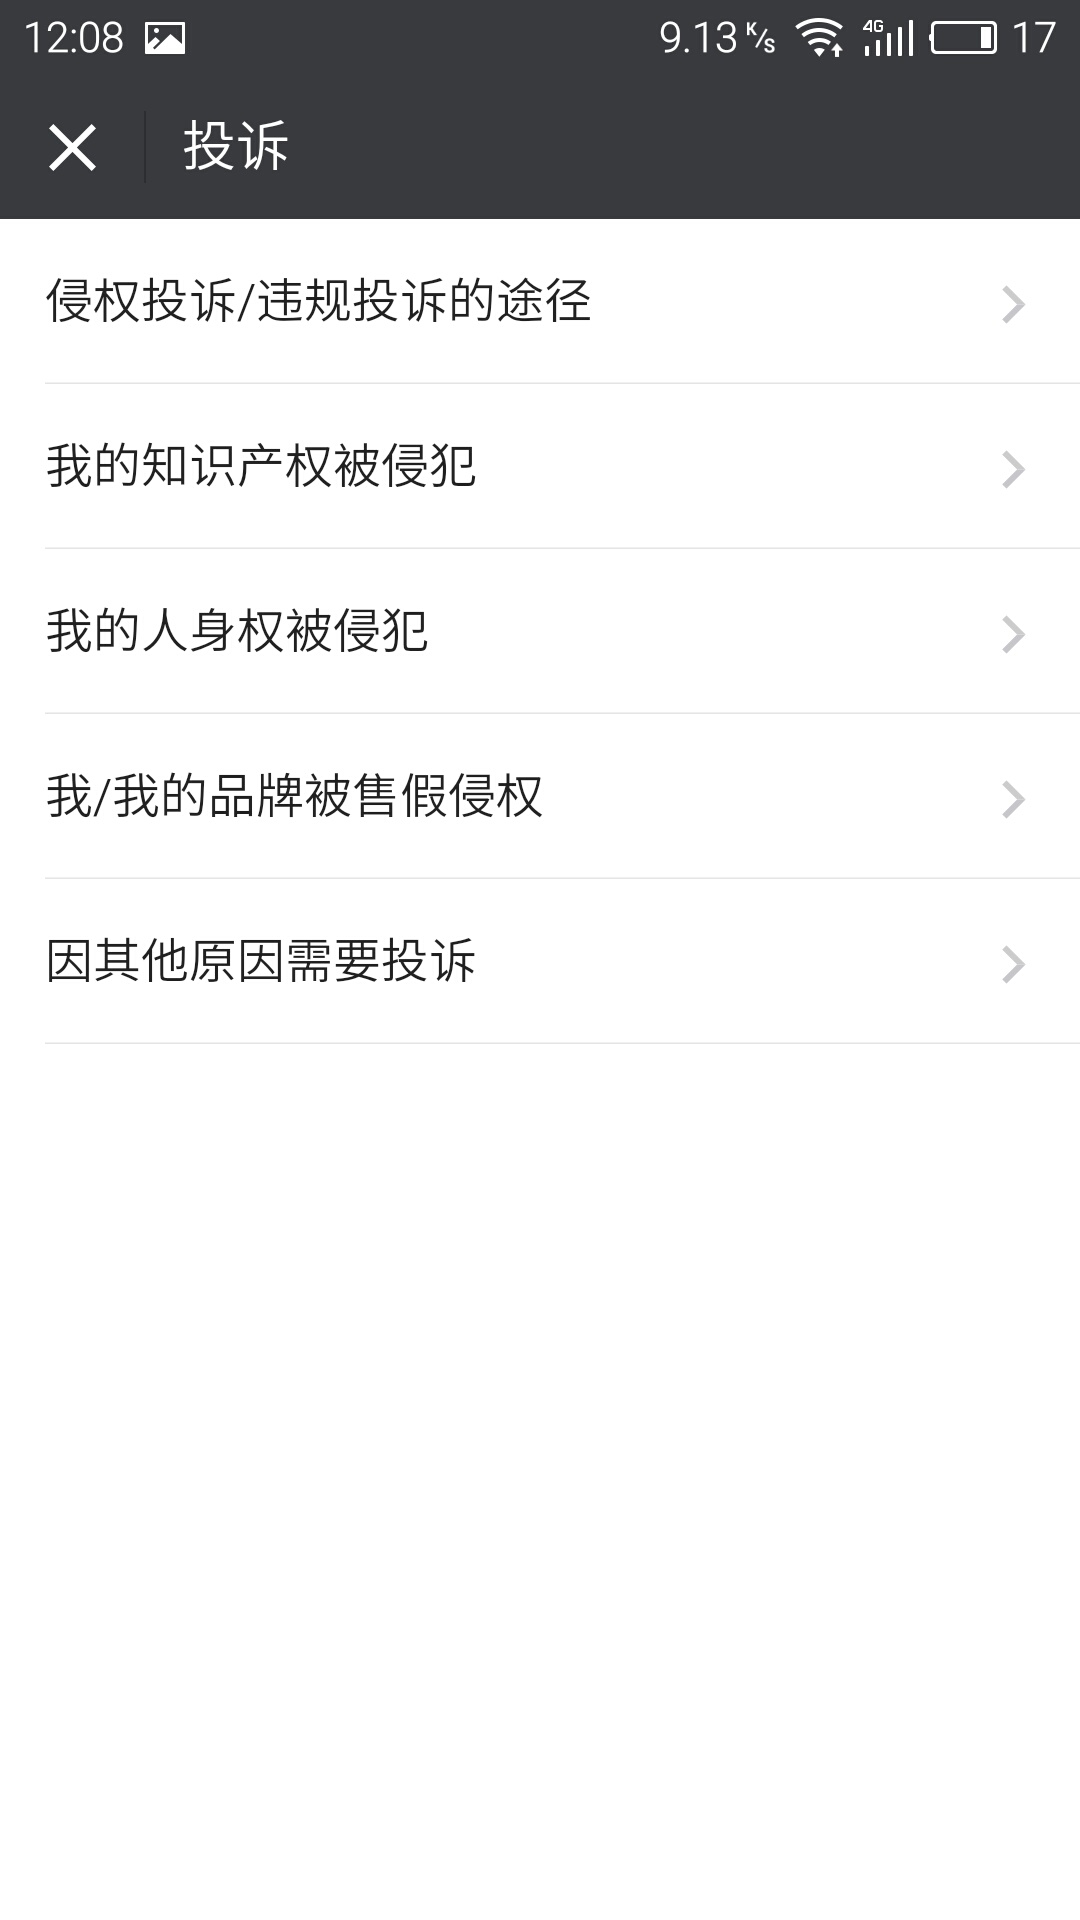 12:08 9.13 K/s 4G 17
投诉
侵权投诉/违规投诉的途径
我的知识产权被侵犯
我的人身权被侵犯
我/我的品牌被售假侵权
因其他原因需要投诉